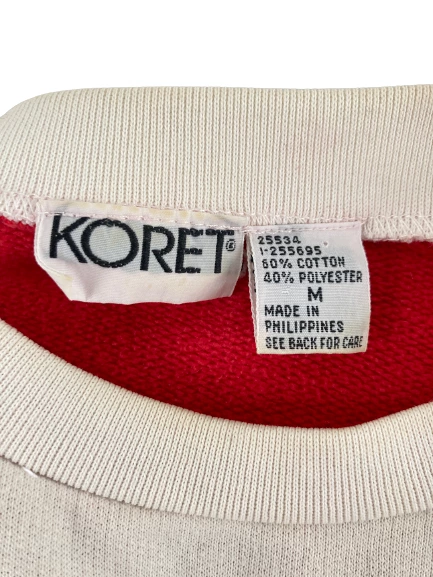 KORET®
25534
1-255695
60% COTTON
40% POLYESTER
M
MADE IN
PHILIPPINES
SEE BACK FOR CARE